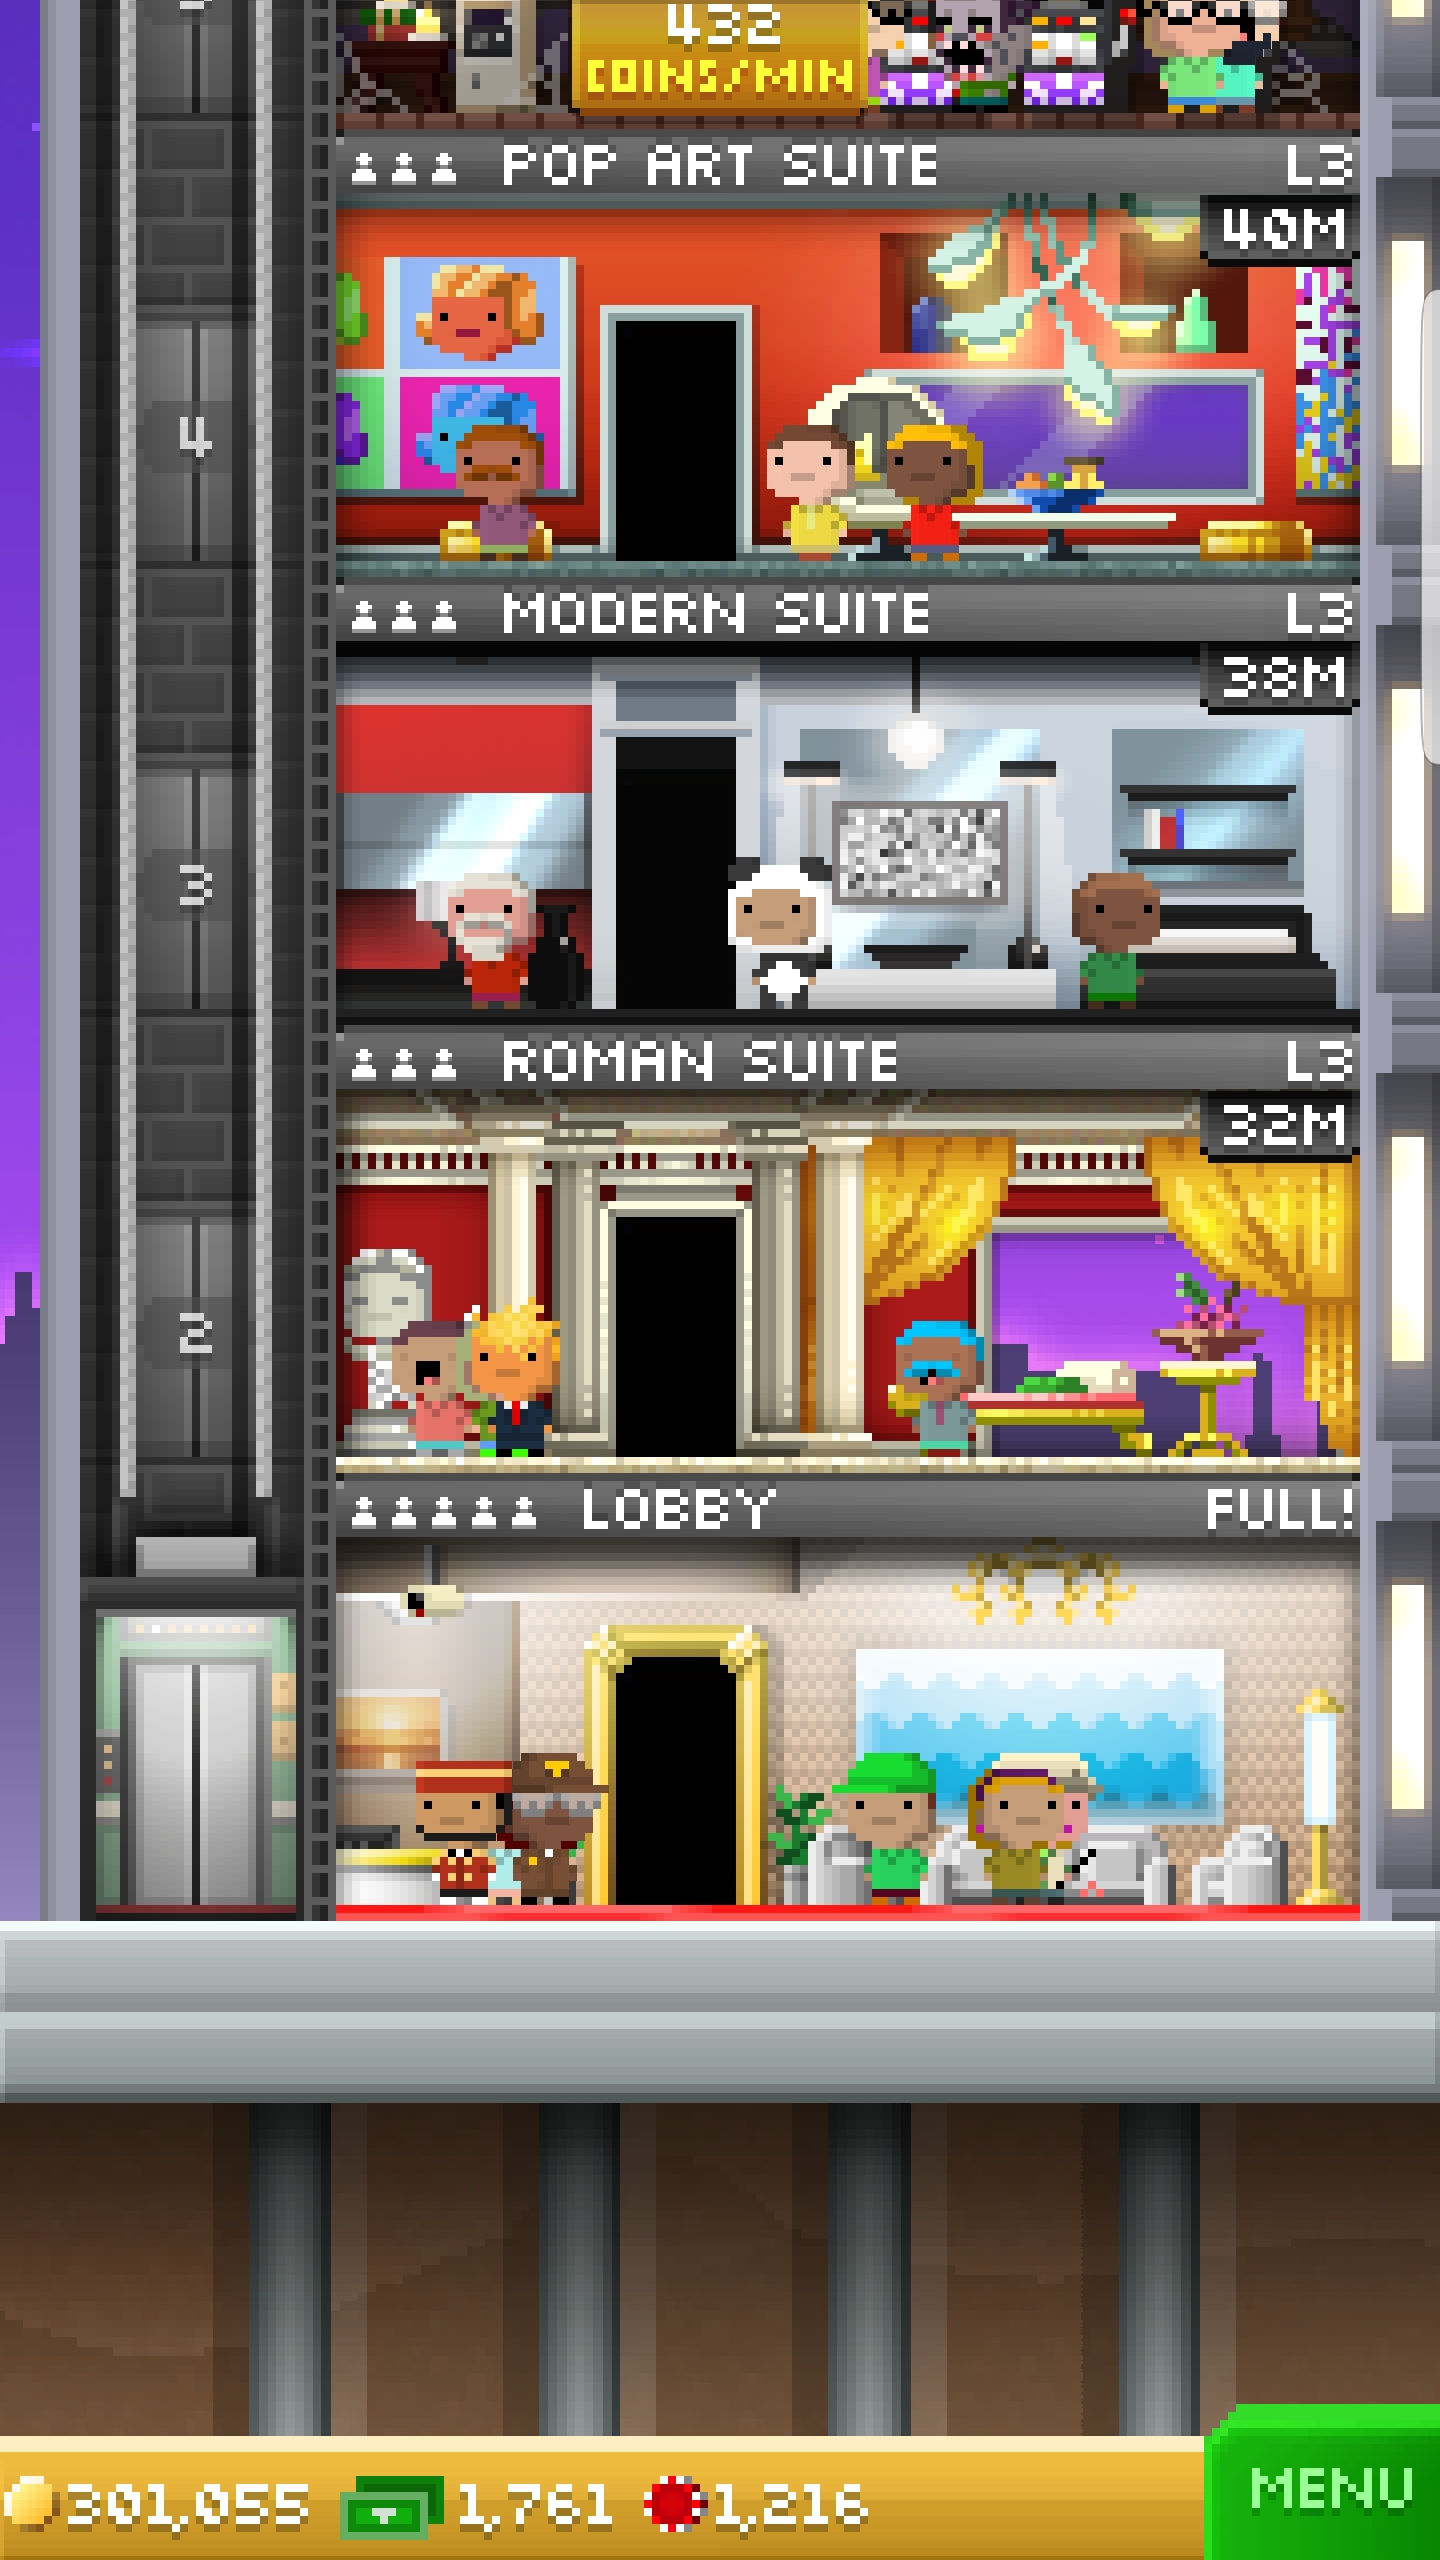 432
COINS/MIN
POP ART SUITE L3
40M
4
MODERN SUITE L3
38M
3
ROMAN SUITE L3
32M
2
LOBBY FULL!
301,055 1,761 1,216 MENU